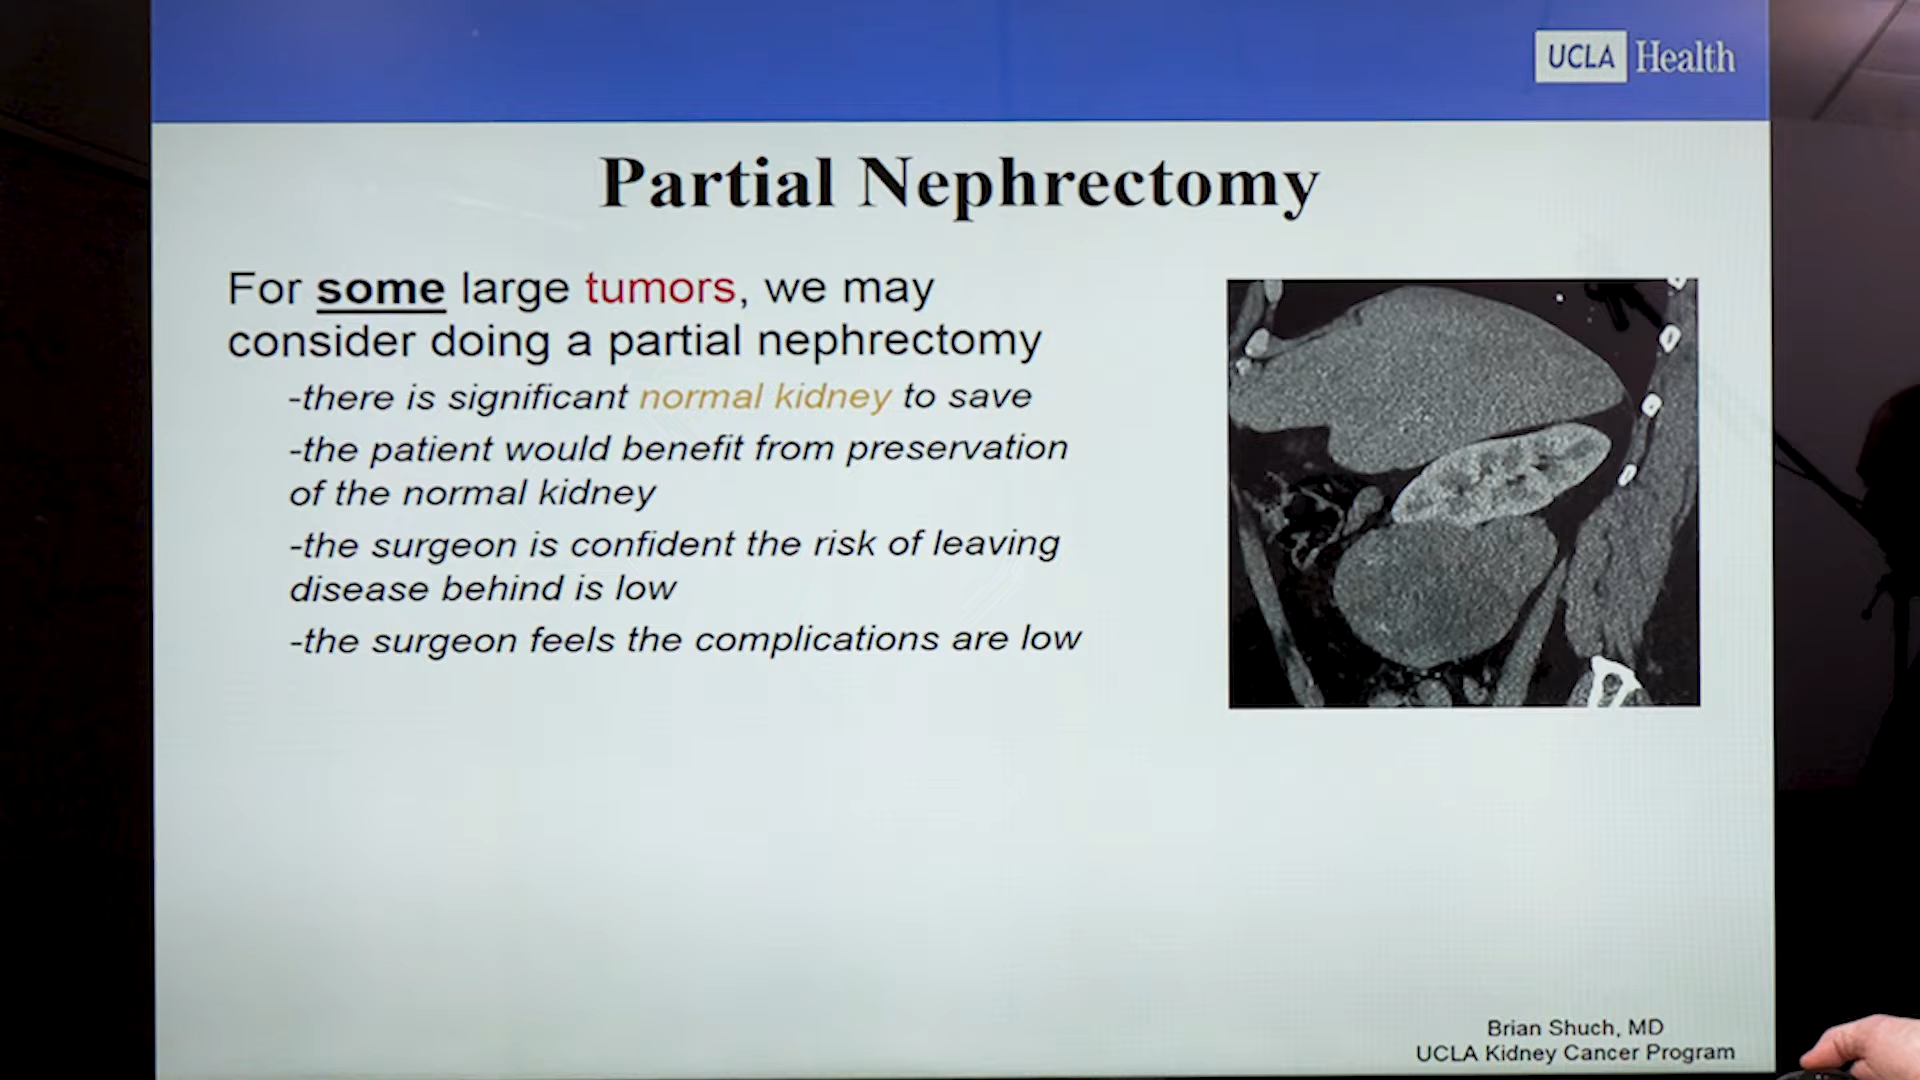 UCLA Health
Partial Nephrectomy
For some large tumors, we may
consider doing a partial nephrectomy
-there is significant normal kidney to save
-the patient would benefit from preservation
of the normal kidney
-the surgeon is confident the risk of leaving
disease behind is low
-the surgeon feels the complications are low
Brian Shuch, MD
UCLA Kidney Cancer Program